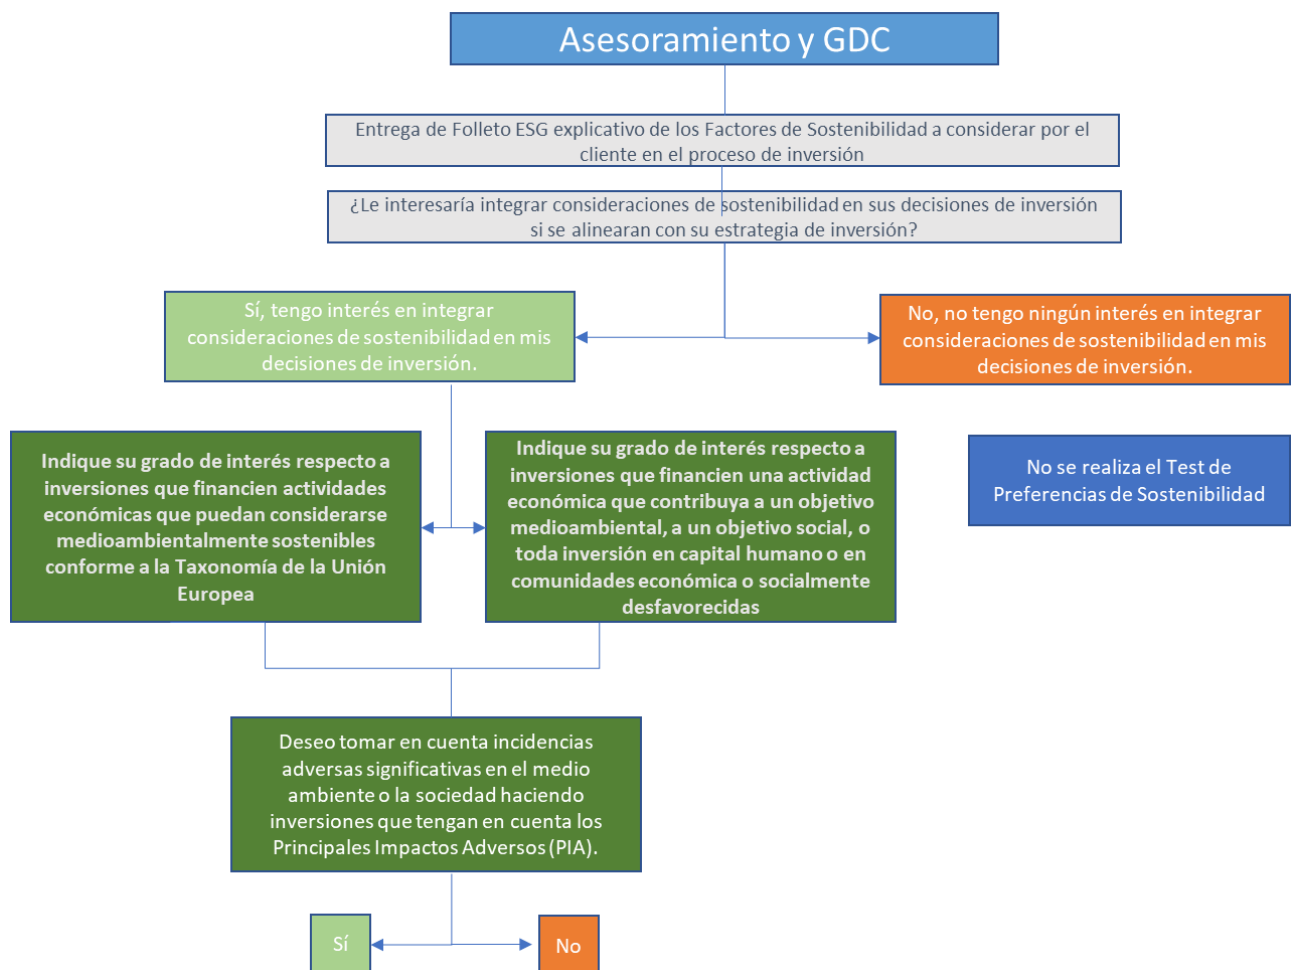 Asesoramiento y GDC
Entrega de Folleto ESG explicativo de los Factores de Sostenibilidad a considerar por el
cliente en el proceso de inversión
¿Le interesaría integrar consideraciones de sostenibilidad en sus decisiones de inversión
si se alinearan con su estrategia de inversión?
Sí, tengo interés en integrar
consideraciones de sostenibilidad en mis
decisiones de inversión.
No, no tengo ningún interés en integrar
consideraciones de sostenibilidad en mis
decisiones de inversión.
Indique su grado de interés respecto a
inversiones que financien actividades
económicas que puedan considerarse
medioambientalmente sostenibles
conforme a la Taxonomía de la Unión
Europea
Indique su grado de interés respecto a
inversiones que financien una actividad
económica que contribuya a un objetivo
medioambiental, a un objetivo social, o
toda inversión en capital humano o en
comunidades económica o socialmente
desfavorecidas
No se realiza el Test de
Preferencias de Sostenibilidad
Deseo tomar en cuenta incidencias
adversas significativas en el medio
ambiente o la sociedad haciendo
inversiones que tengan en cuenta los
Principales Impactos Adversos (PIA).
Sí
No